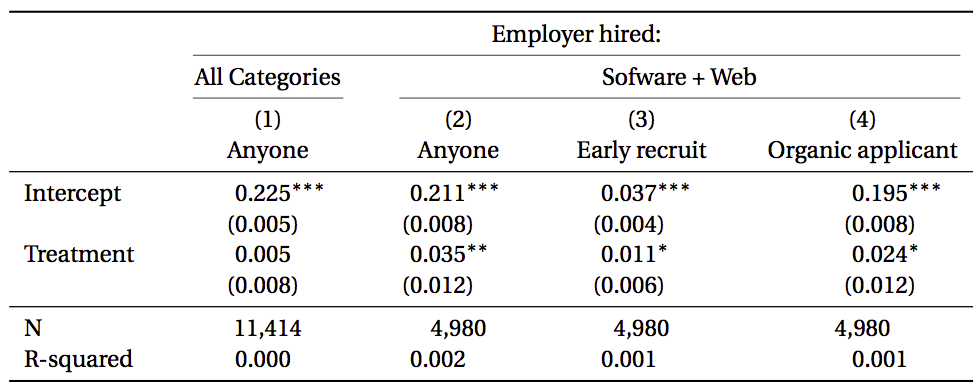 Employer hired:
All Categories Sofware + Web
(1) (2) (3) (4)
Anyone Anyone Early recruit Organic applicant
Intercept 0.225*** 0.211*** 0.037*** 0.195***
(0.005) (0.008) (0.004) (0.008)
Treatment 0.005 0.035** 0.011* 0.024*
(0.008) (0.012) (0.006) (0.012)
N 11,414 4,980 4,980 4,980
R-squared 0.000 0.002 0.001 0.001